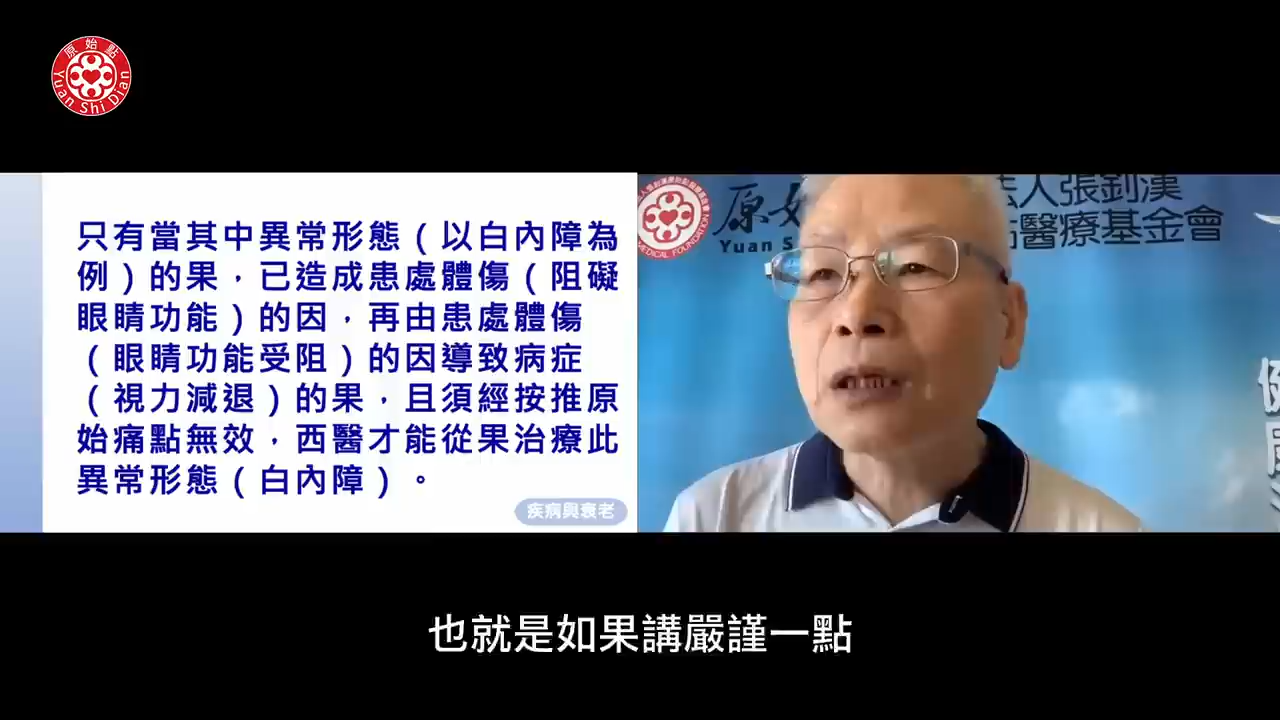 原始點
Yuan Shi Dian
只有當其中異常形態（以白內障為
例）的果，已造成患處體傷（阻礙
眼睛功能）的因，再由患處體傷
（眼睛功能受阻）的因導致病症
（視力減退）的果，且須經按推原
始痛點無效，西醫才能從果治療此
異常形態（白內障）。
疾病與衰老
法人張釗漢
原始
Yuan S
醫療基金會
MEDICAL FOUNDATION
也就是如果講嚴謹一點